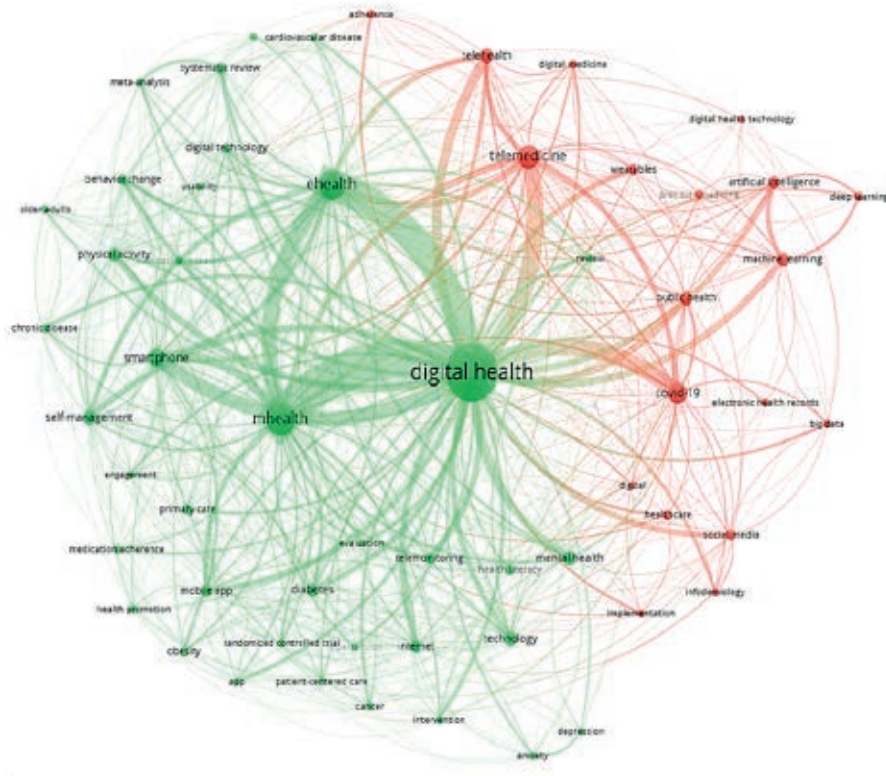 adherence
cardiovascular disease
telehealth
digital medicine
systematic review
meta-analysis
digital health technology
digital technology
telemedicine
wearables
behavior change
usability
ehealth
artificial intelligence
deep learning
older adults
physical activity
review
machine learning
public health
chronic disease
smartphone
digital health
covid-19
electronic health records
self-management
mhealth
big data
engagement
digital
primary care
healthcare
social media
evaluation
medication adherence
telemonitoring
mental health
health literacy
mobile app
diabetes
infodemiology
health promotion
implementation
randomized controlled trial
internet
technology
obesity
app
patient-centered care
cancer
intervention
depression
anxiety